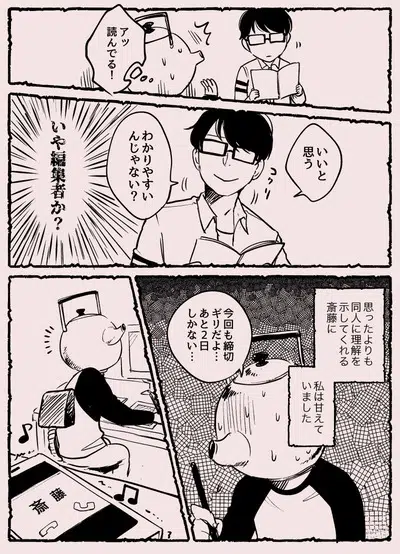 アッ
読んでる！
いいと
思う
わかりやすい
んじゃない？
いや編集者か？
思ったよりも
同人に理解を
示してくれる
斎藤に
私は甘えて
いました
今回も締切
ギリだよ…
あと2日
しかない…
斎藤